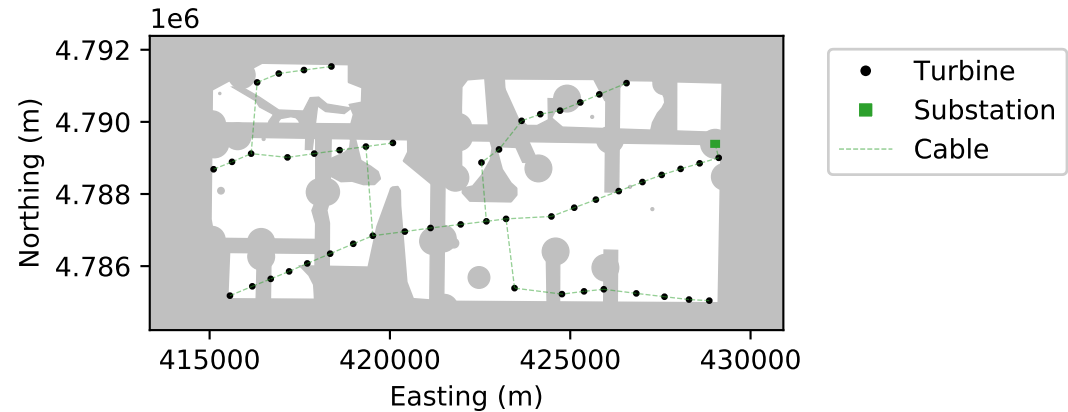 1e6
4.792
4.790
4.788
4.786
Northing (m)
415000 420000 425000 430000
Easting (m)
Turbine
Substation
Cable